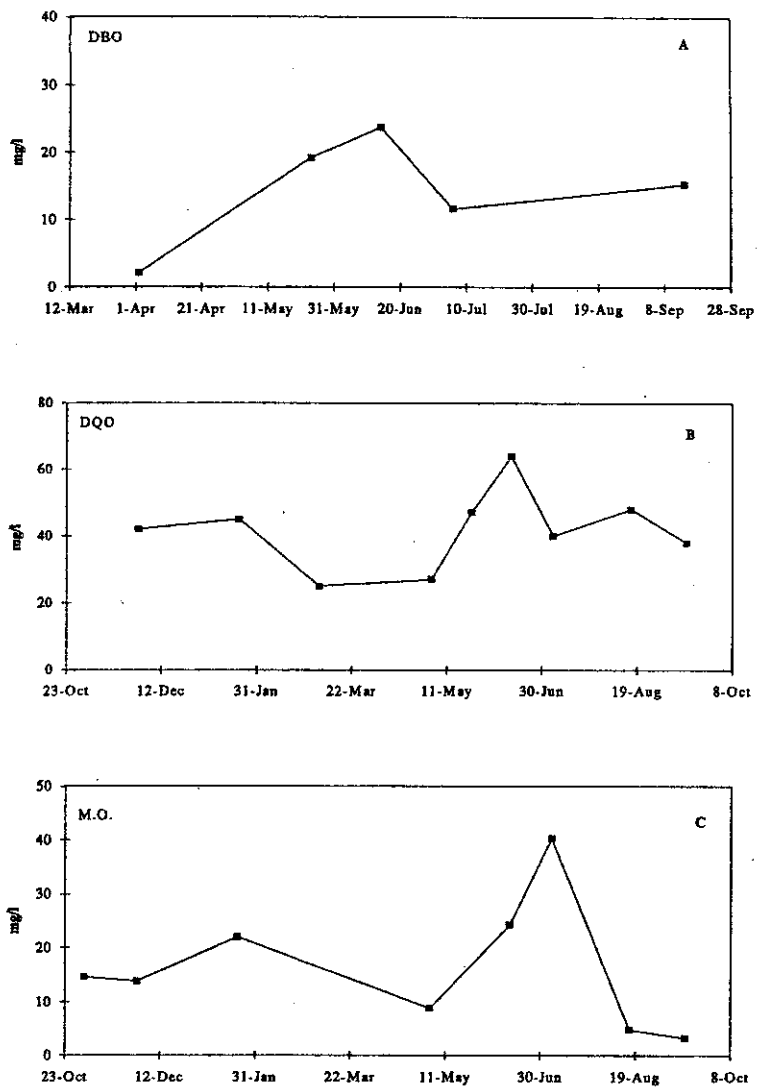 40
DBO
A
30
mg/l
20
10
0
12-Mar 1-Apr 21-Apr 11-May 31-May 20-Jun 10-Jul 30-Jul 19-Aug 8-Sep 28-Sep
80
DQO
B
60
mg/l
40
20
0
23-Oct 12-Dec 31-Jan 22-Mar 11-May 30-Jun 19-Aug 8-Oct
50
M.O.
C
40
30
mg/l
20
10
0
23-Oct 12-Dec 31-Jan 22-Mar 11-May 30-Jun 19-Aug 8-Oct